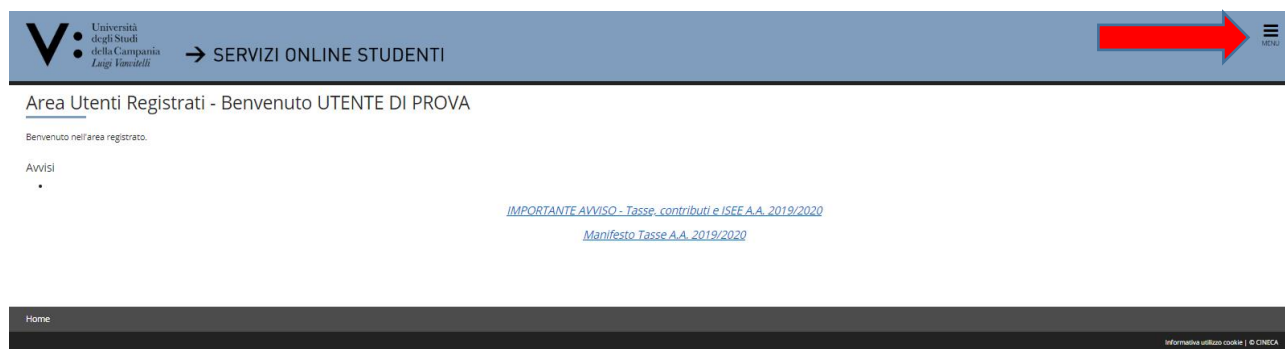 V:
Università
degli Studi
della Campania
Luigi Vanvitelli
→ SERVIZI ONLINE STUDENTI
MENU
Area Utenti Registrati - Benvenuto UTENTE DI PROVA
Benvenuto nell'area registrato.
Avvisi
•
IMPORTANTE AVVISO - Tasse, contributi e ISEE A.A. 2019/2020
Manifesto Tasse A.A. 2019/2020
Home
Informativa utilizzo cookie | © CINECA